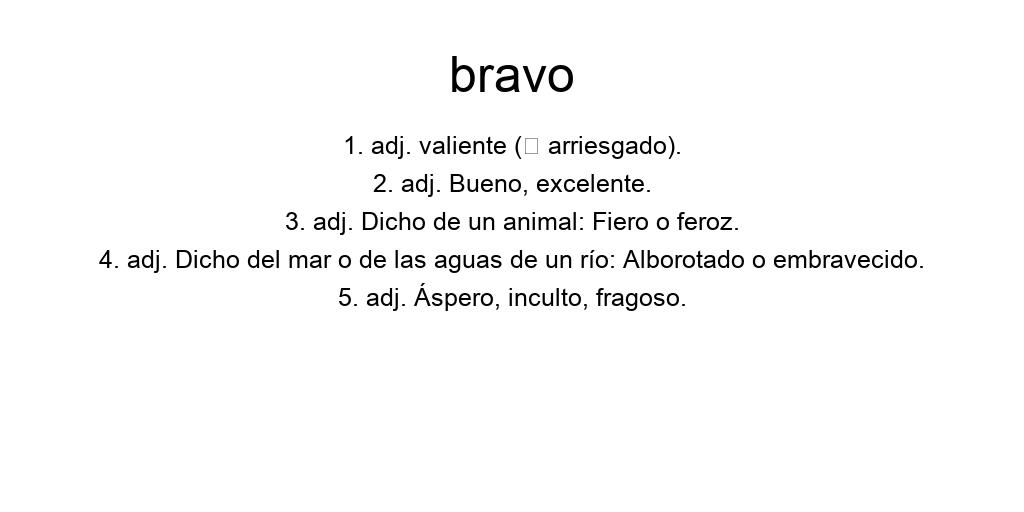 bravo
1. adj. valiente (□ arriesgado).
2. adj. Bueno, excelente.
3. adj. Dicho de un animal: Fiero o feroz.
4. adj. Dicho del mar o de las aguas de un río: Alborotado o embravecido.
5. adj. Áspero, inculto, fragoso.